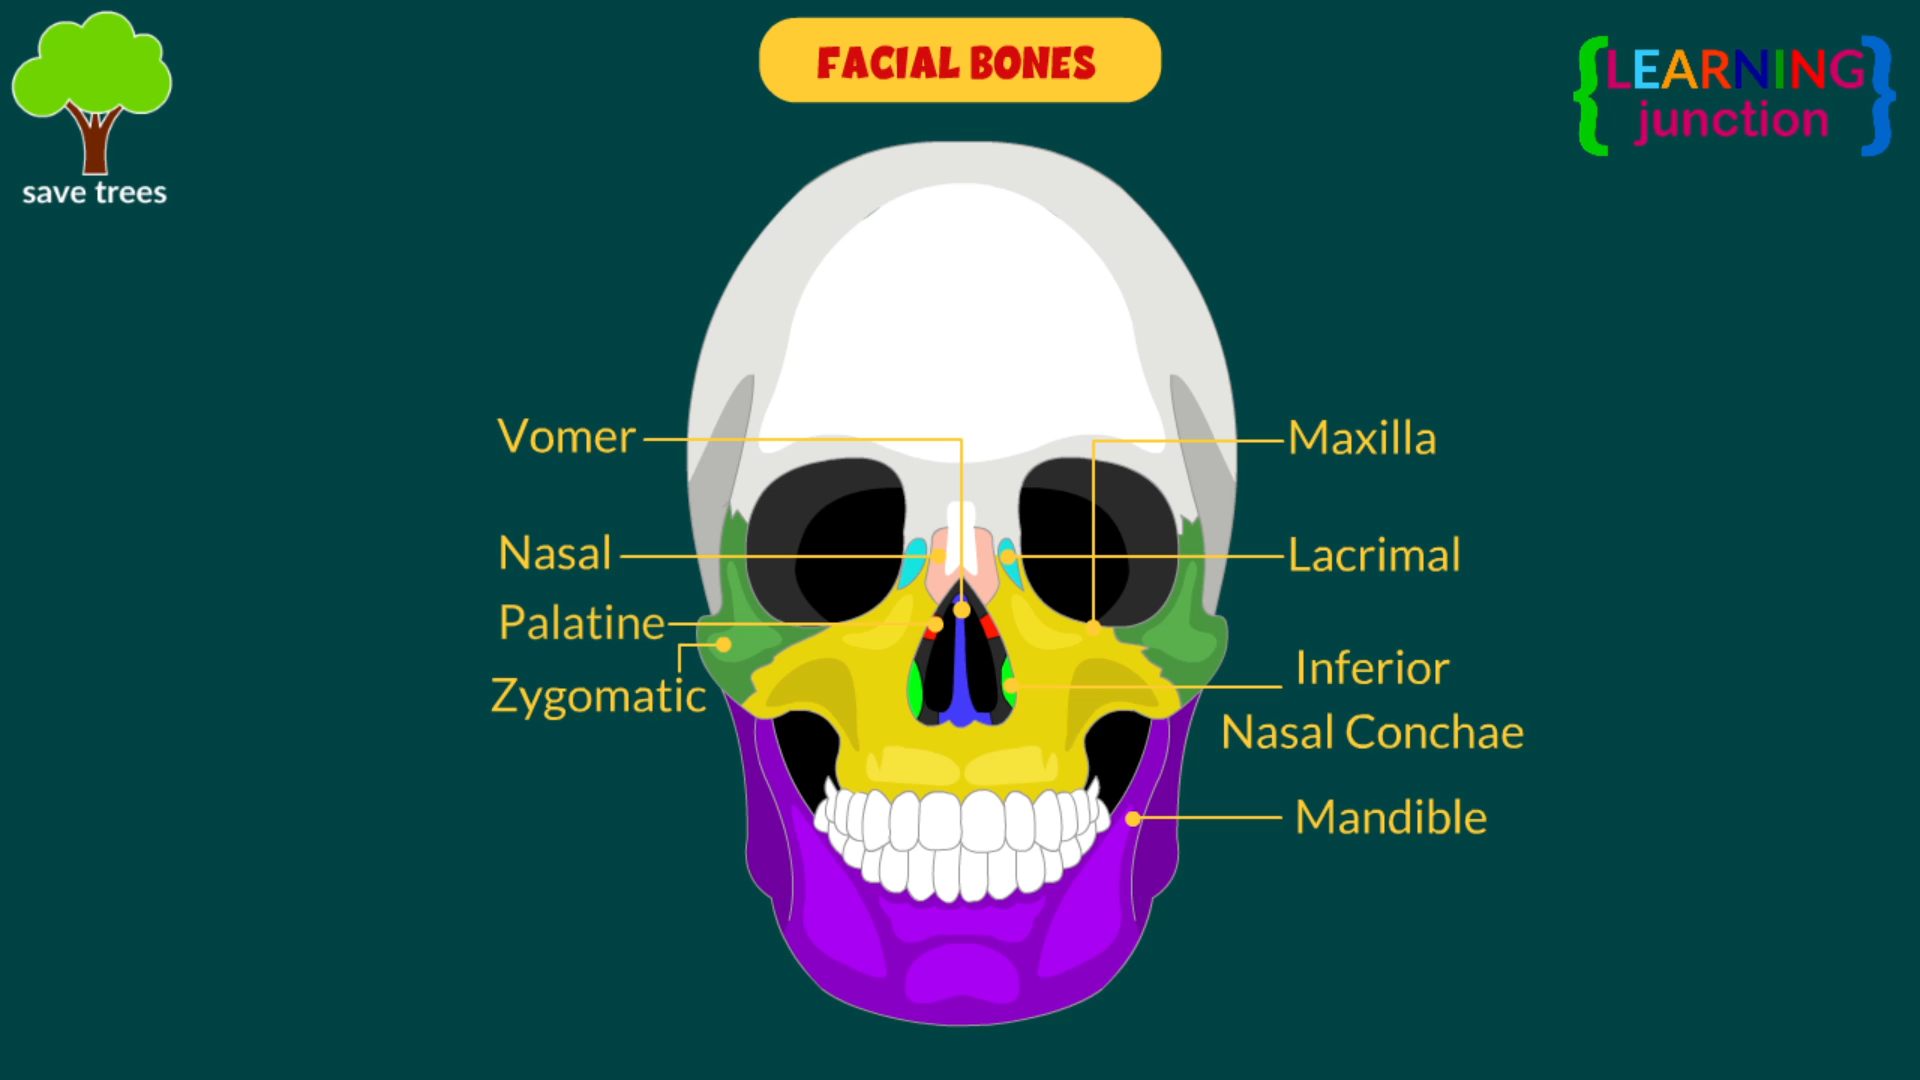 FACIAL BONES
LEARNING
junction
save trees
Vomer
Maxilla
Nasal
Lacrimal
Palatine
Inferior
Nasal Conchae
Zygomatic
Mandible